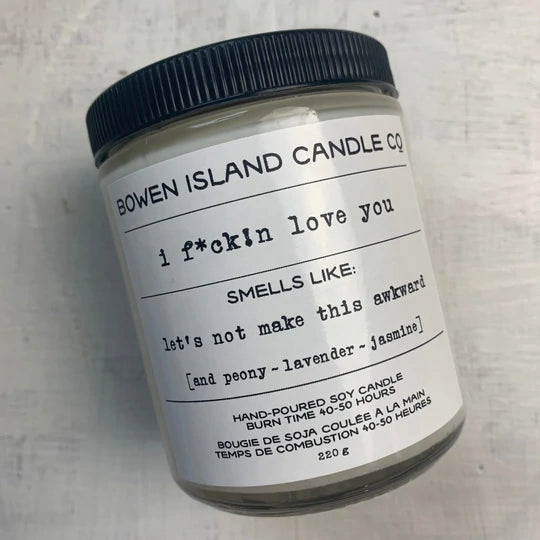 BOWEN ISLAND CANDLE CO
i f*ck!n love you
SMELLS LIKE:
let's not make this awkward
[and peony ~ lavender ~ jasmine]
HAND-POURED SOY CANDLE
BURN TIME 40-50 HOURS
BOUGIE DE SOJA COULÉE À LA MAIN
TEMPS DE COMBUSTION 40-50 HEURES
220 g